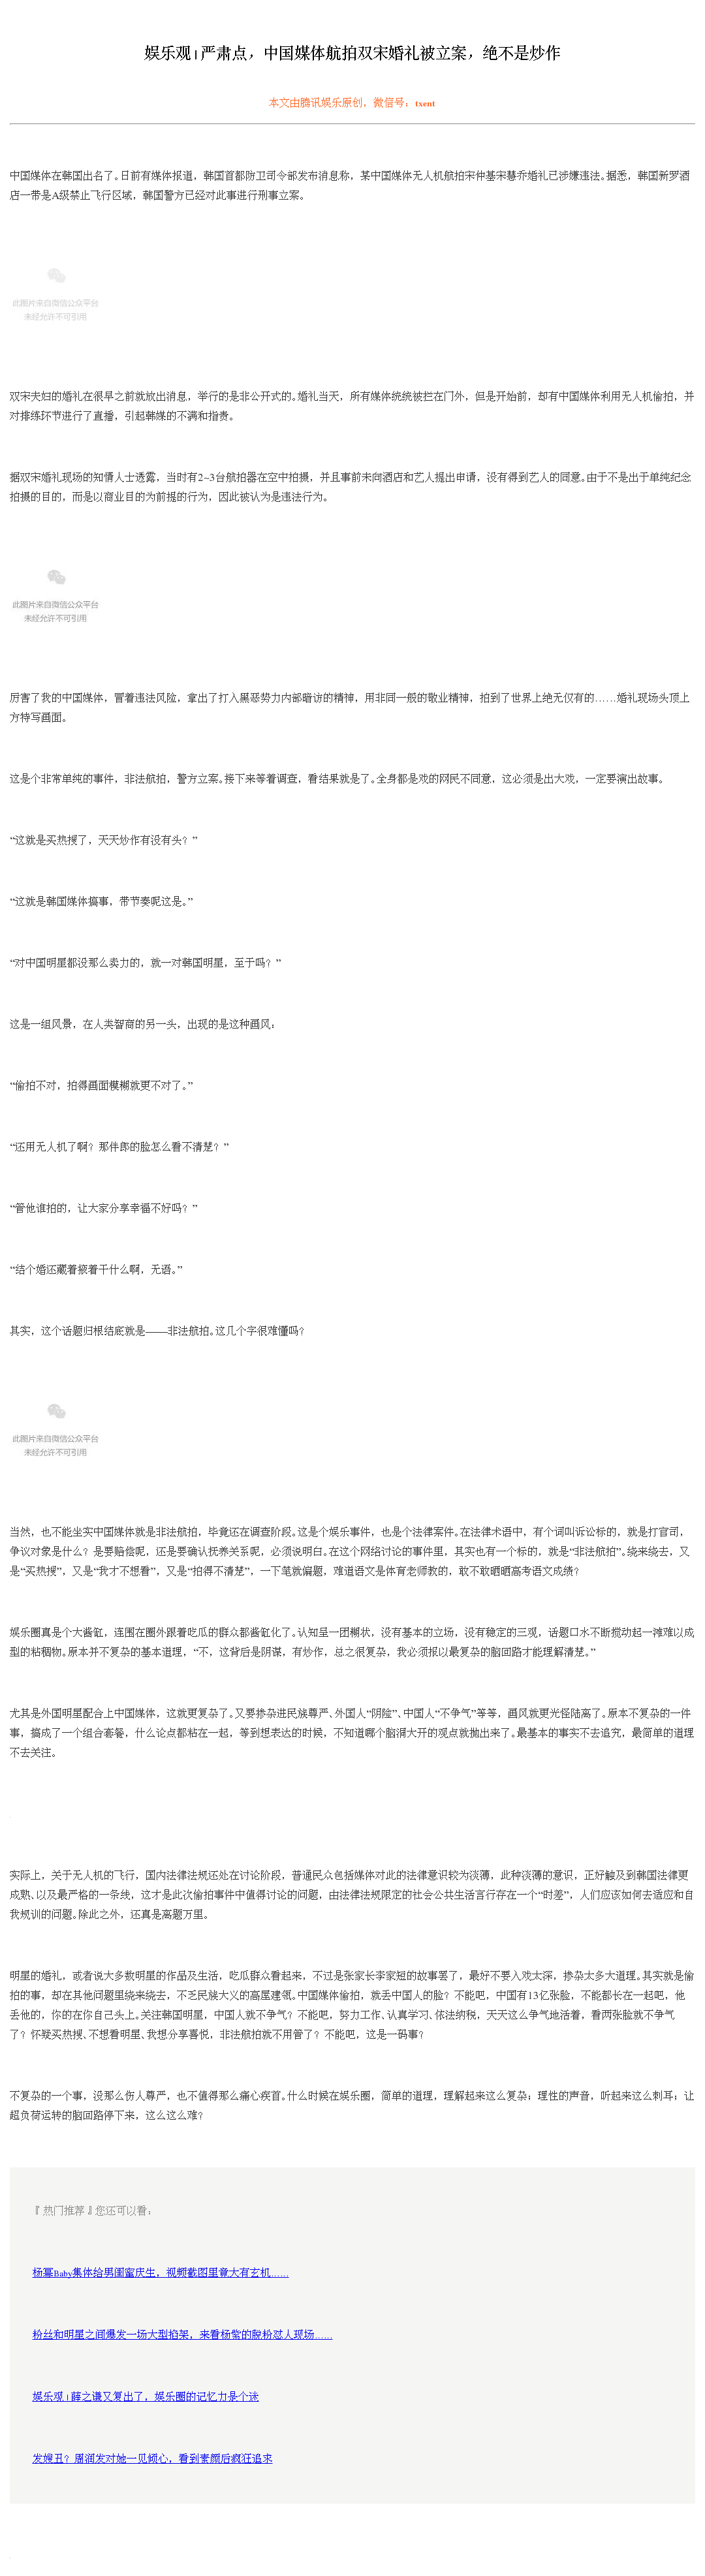 娱乐观|严肃点，中国媒体航拍双宋婚礼被立案，绝不是炒作
本文由腾讯娱乐原创，微信号：txent
中国媒体在韩国出名了。日前有媒体报道，韩国首都防卫司令部发布消息称，某中国媒体无人机航拍宋仲基宋慧乔婚礼已涉嫌违法。据悉，韩国新罗酒
店一带是A级禁止飞行区域，韩国警方已经对此事进行刑事立案。
此图片来自微信公众平台
未经允许不可引用
双宋夫妇的婚礼在很早之前就放出消息，举行的是非公开式的。婚礼当天，所有媒体统统被拦在门外，但是开始前，却有中国媒体利用无人机偷拍，并
对排练环节进行了直播，引起韩媒的不满和指责。
据双宋婚礼现场的知情人士透露，当时有2~3台航拍器在空中拍摄，并且事前未向酒店和艺人提出申请，没有得到艺人的同意。由于不是出于单纯纪念
拍摄的目的，而是以商业目的为前提的行为，因此被认为是违法行为。
此图片来自微信公众平台
未经允许不可引用
厉害了我的中国媒体，冒着违法风险，拿出了打入黑恶势力内部暗访的精神，用非同一般的敬业精神，拍到了世界上绝无仅有的……婚礼现场头顶上
方特写画面。
这是个非常单纯的事件，非法航拍，警方立案。接下来等着调查，看结果就是了。全身都是戏的网民不同意，这必须是出大戏，一定要演出故事。
“这就是买热搜了，天天炒作有没有头？”
“这就是韩国媒体搞事，带节奏呢这是。”
“对中国明星都没那么卖力的，就一对韩国明星，至于吗？”
这是一组风景，在人类智商的另一头，出现的是这种画风：
“偷拍不对，拍得画面模糊就更不对了。”
“还用无人机了啊？那伴郎的脸怎么看不清楚？”
“管他谁拍的，让大家分享幸福不好吗？”
“结个婚还藏着掖着干什么啊，无语。”
其实，这个话题归根结底就是——非法航拍。这几个字很难懂吗？
此图片来自微信公众平台
未经允许不可引用
当然，也不能坐实中国媒体就是非法航拍，毕竟还在调查阶段。这是个娱乐事件，也是个法律案件。在法律术语中，有个词叫诉讼标的，就是打官司，
争议对象是什么？是要赔偿呢，还是要确认抚养关系呢，必须说明白。在这个网络讨论的事件里，其实也有一个标的，就是“非法航拍”。绕来绕去，又
是“买热搜”，又是“我才不想看”，又是“拍得不清楚”，一下笔就偏题，难道语文是体育老师教的，敢不敢晒晒高考语文成绩？
娱乐圈真是个大酱缸，连围在圈外跟着吃瓜的群众都酱缸化了。认知呈一团糊状，没有基本的立场，没有稳定的三观，话题口水不断搅动起一滩难以成
型的粘稠物。原本并不复杂的基本道理，“不，这背后是阴谋，有炒作，总之很复杂，我必须报以最复杂的脑回路才能理解清楚。”
尤其是外国明星配合上中国媒体，这就更复杂了。又要掺杂进民族尊严、外国人“阴险”、中国人“不争气”等等，画风就更光怪陆离了。原本不复杂的一件
事，搞成了一个组合套餐，什么论点都粘在一起，等到想表达的时候，不知道哪个脑洞大开的观点就抛出来了。最基本的事实不去追究，最简单的道理
不去关注。
实际上，关于无人机的飞行，国内法律法规还处在讨论阶段，普通民众包括媒体对此的法律意识较为淡薄，此种淡薄的意识，正好触及到韩国法律更
成熟、以及最严格的一条线，这才是此次偷拍事件中值得讨论的问题，由法律法规限定的社会公共生活言行存在一个“时差”，人们应该如何去适应和自
我规训的问题。除此之外，还真是离题万里。
明星的婚礼，或者说大多数明星的作品及生活，吃瓜群众看起来，不过是张家长李家短的故事罢了，最好不要入戏太深，掺杂太多大道理。其实就是偷
拍的事，却在其他问题里绕来绕去，不乏民族大义的高屋建瓴。中国媒体偷拍，就丢中国人的脸？不能吧，中国有13亿张脸，不能都长在一起吧，他
丢他的，你的在你自己头上。关注韩国明星，中国人就不争气？不能吧，努力工作、认真学习、依法纳税，天天这么争气地活着，看两张脸就不争气
了？怀疑买热搜、不想看明星、我想分享喜悦，非法航拍就不用管了？不能吧，这是一码事？
不复杂的一个事，没那么伤人尊严，也不值得那么痛心疾首。什么时候在娱乐圈，简单的道理，理解起来这么复杂；理性的声音，听起来这么刺耳；让
超负荷运转的脑回路停下来，这么这么难？
『 热门推荐 』您还可以看：
杨幂Baby集体给男闺蜜庆生，视频截图里竟大有玄机……
粉丝和明星之间爆发一场大型掐架，来看杨紫的脱粉怼人现场……
娱乐观 | 薛之谦又复出了，娱乐圈的记忆力是个迷
发嫂丑？周润发对她一见倾心，看到素颜后疯狂追求